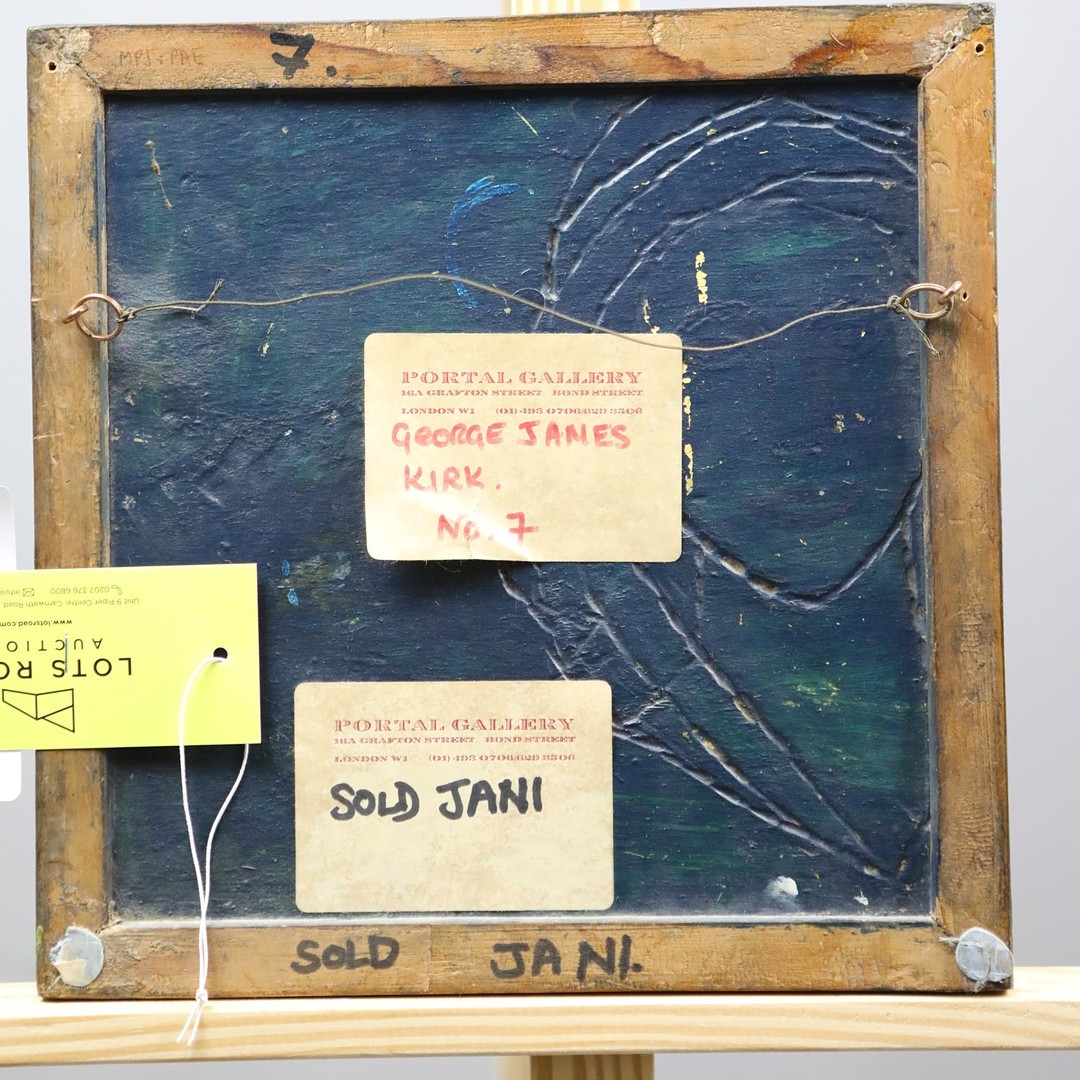 7.
PORTAL GALLERY
16A GRAFTON STREET BOND STREET
LONDON W1 (01) 493 0706/629 3506
GEORGE JAMES
KIRK.
No. 7
0207 376 6800
Unit 9 Piper Centre, Carnwath Road,
www.lotsroad.com
AUCTIO
LOTS RO
PORTAL GALLERY
16A GRAFTON STREET BOND STREET
LONDON W1 (01) 493 0706/629 3506
SOLD JANI
SOLD JANI.